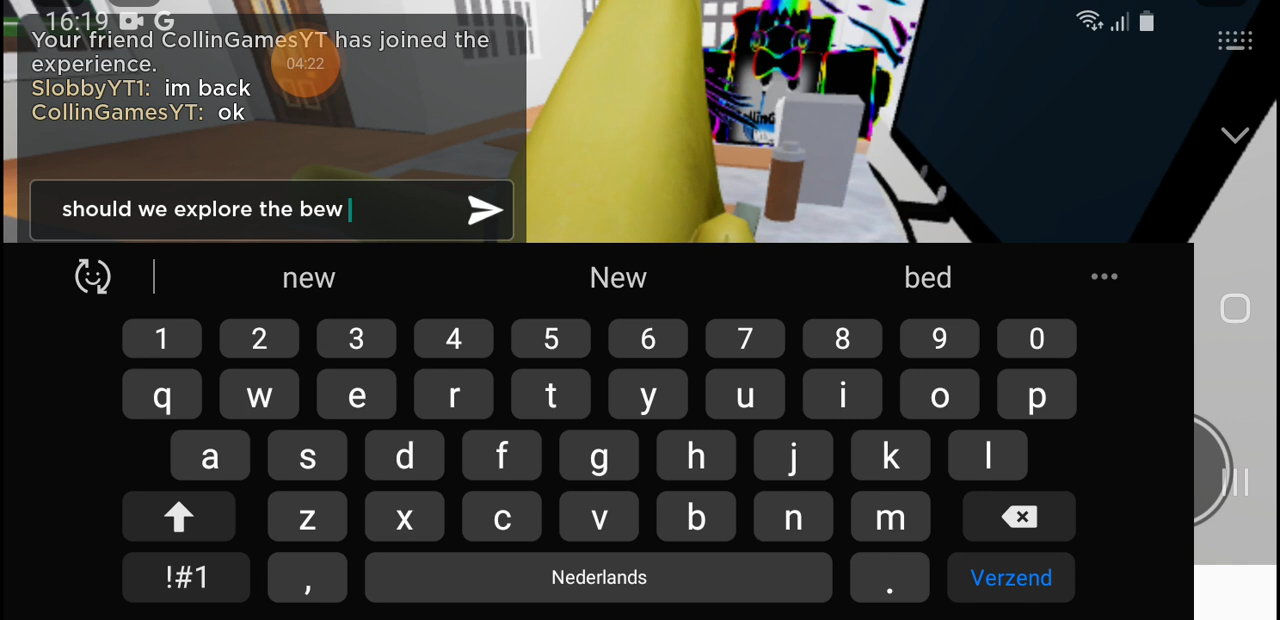 16:19 G
Your friend CollinGamesYT has joined the
experience.
04:22
SlobbyYT1: im back
CollinGamesYT: ok
should we explore the bew
new New bed
1 2 3 4 5 6 7 8 9 0
q w e r t y u i o p
a s d f g h j k l
z x c v b n m
!#1 , Nederlands . Verzend